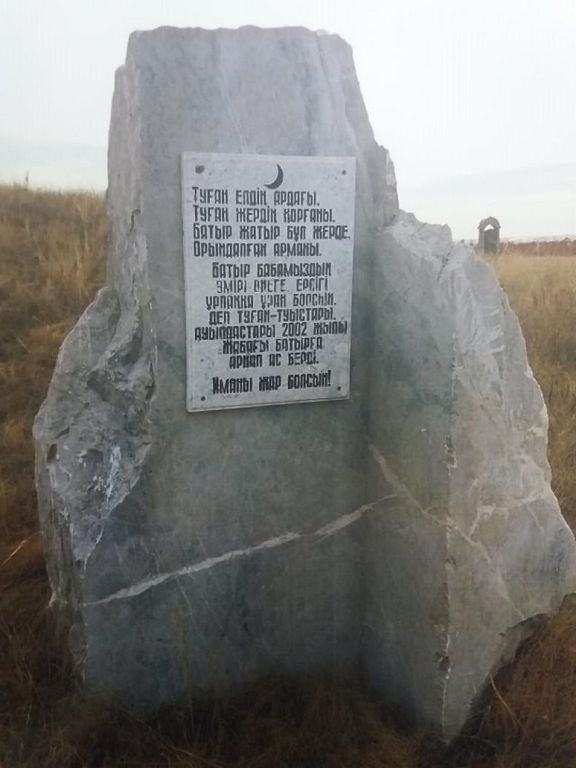 Туған елдің ардағы,
Туған жердің қорғаны.
Батыр жатыр бұл жерде,
Орындалған арманы.
Батыр бабамыздың
өмірі өнеге, ерлігі
ұрпаққа ұран болсын,
деп туған-туыстары,
ауылдастары 2002 жылы
Жабағы батырға
арнап ас берді.
Иманы жар болсын!